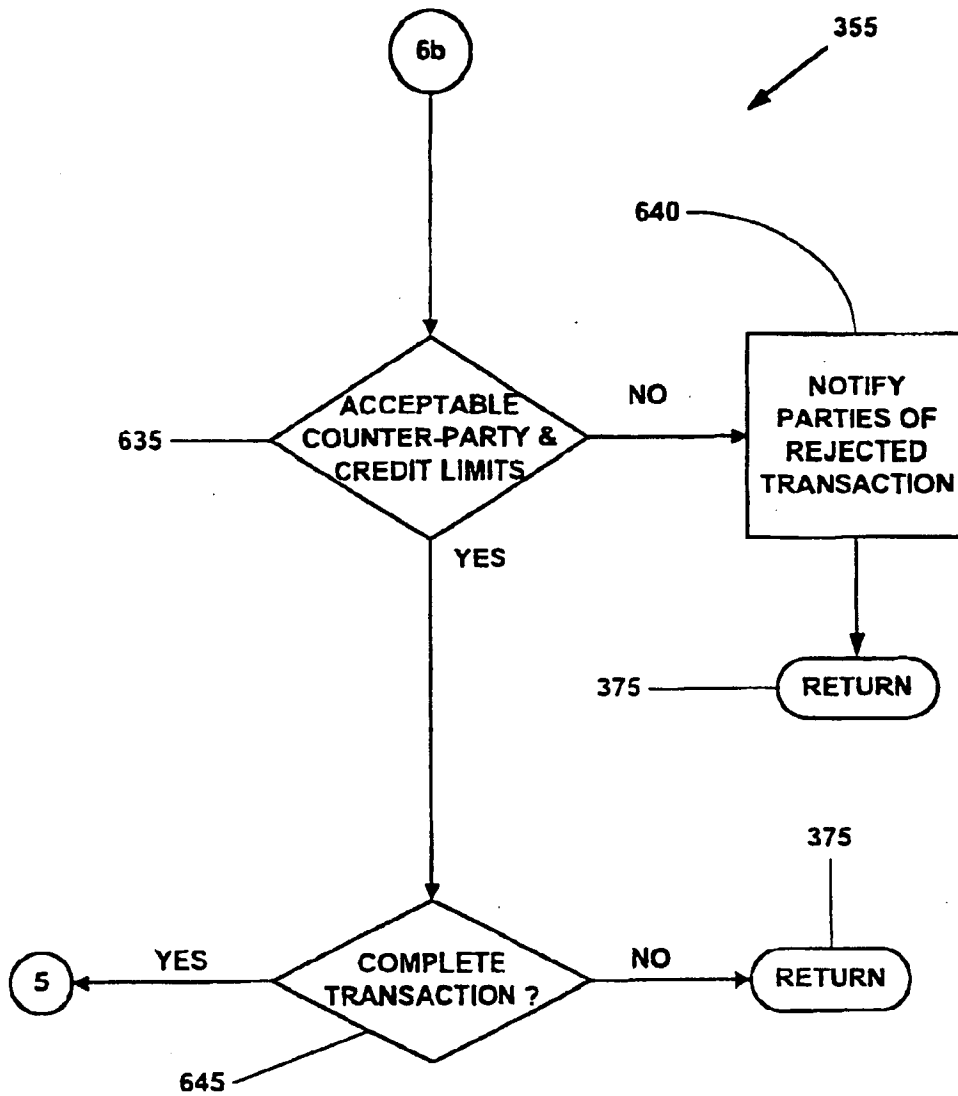 6b
355
640
ACCEPTABLE
COUNTER-PARTY &
CREDIT LIMITS
635
NO
NOTIFY
PARTIES OF
REJECTED
TRANSACTION
YES
375
RETURN
375
5
YES
COMPLETE
TRANSACTION ?
NO
RETURN
645